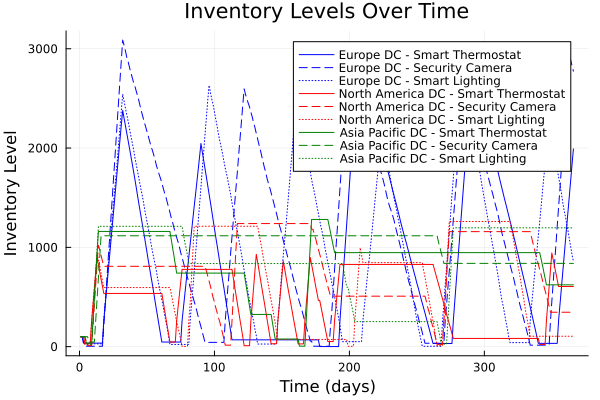 Inventory Levels Over Time
Inventory Level
3000
2000
1000
0
Europe DC - Smart Thermostat
Europe DC - Security Camera
Europe DC - Smart Lighting
North America DC - Smart Thermostat
North America DC - Security Camera
North America DC - Smart Lighting
Asia Pacific DC - Smart Thermostat
Asia Pacific DC - Security Camera
Asia Pacific DC - Smart Lighting
0 100 200 300
Time (days)